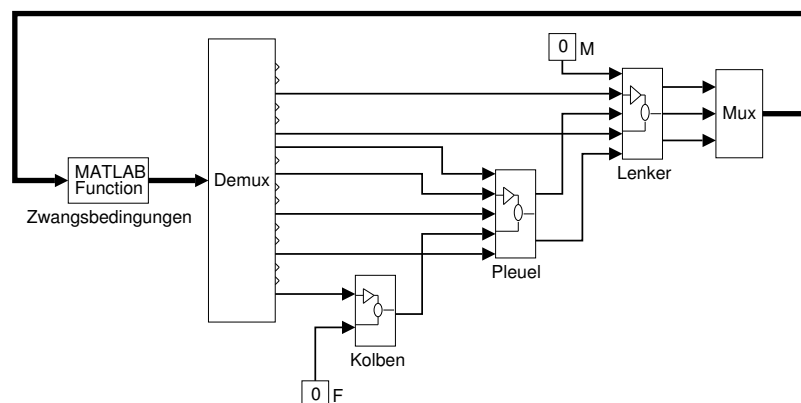 0
M
MATLAB
Function
Zwangsbedingungen
Demux
Mux
Lenker
Pleuel
Kolben
0
F